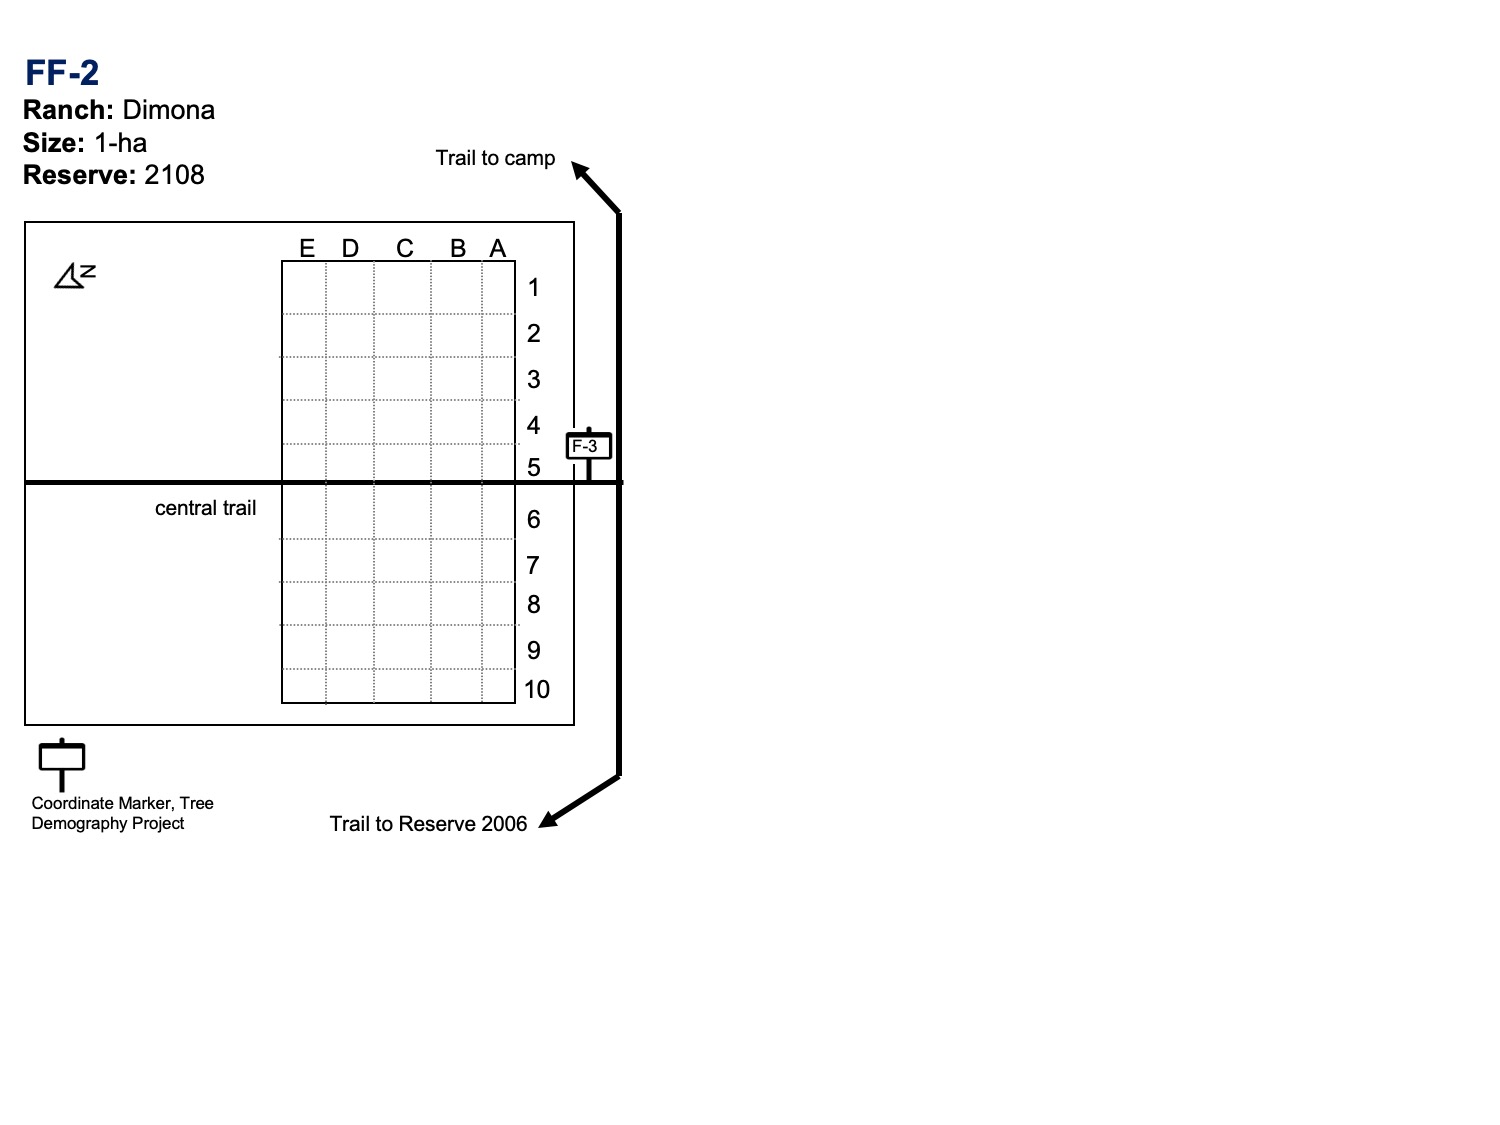 FF-2
Ranch: Dimona
Size: 1-ha
Reserve: 2108
Trail to camp
E D C B A
N
1
2
3
4
F-3
5
central trail
6
7
8
9
10
Coordinate Marker, Tree
Demography Project
Trail to Reserve 2006